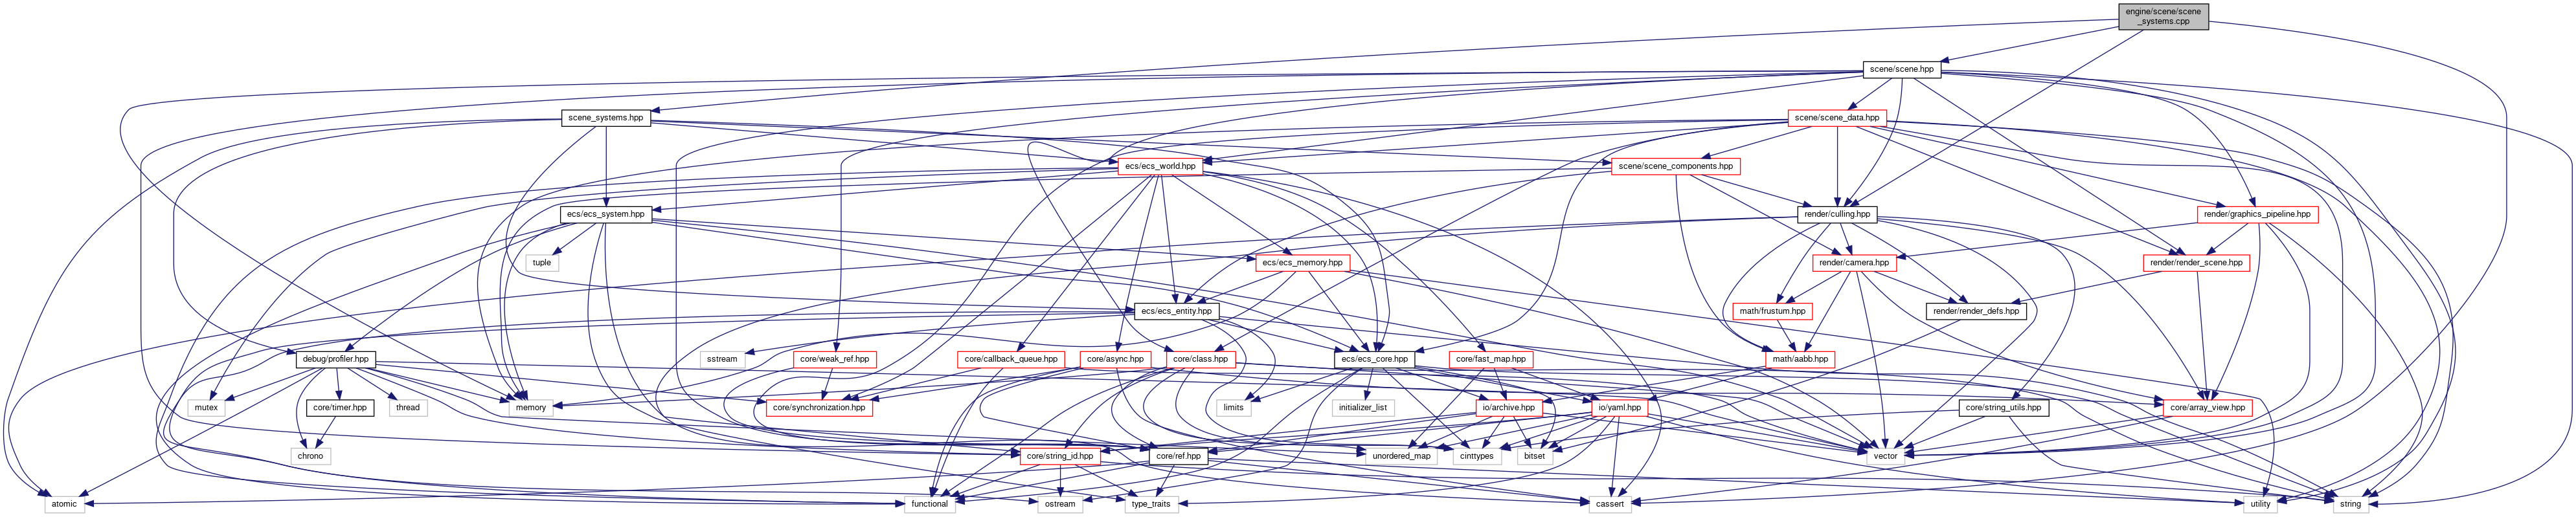 engine/scene/scene
_systems.cpp
scene/scene.hpp
scene_systems.hpp
scene/scene_data.hpp
ecs/ecs_world.hpp
scene/scene_components.hpp
ecs/ecs_system.hpp
render/culling.hpp
render/graphics_pipeline.hpp
tuple
ecs/ecs_memory.hpp
render/camera.hpp
render/render_scene.hpp
ecs/ecs_entity.hpp
math/frustum.hpp
render/render_defs.hpp
debug/profiler.hpp
sstream
core/weak_ref.hpp
core/callback_queue.hpp
core/async.hpp
core/class.hpp
ecs/ecs_core.hpp
core/fast_map.hpp
math/aabb.hpp
mutex
core/timer.hpp
thread
memory
core/synchronization.hpp
limits
initializer_list
io/archive.hpp
io/yaml.hpp
core/string_utils.hpp
core/array_view.hpp
chrono
core/string_id.hpp
core/ref.hpp
unordered_map
cinttypes
bitset
vector
atomic
functional
ostream
type_traits
cassert
utility
string